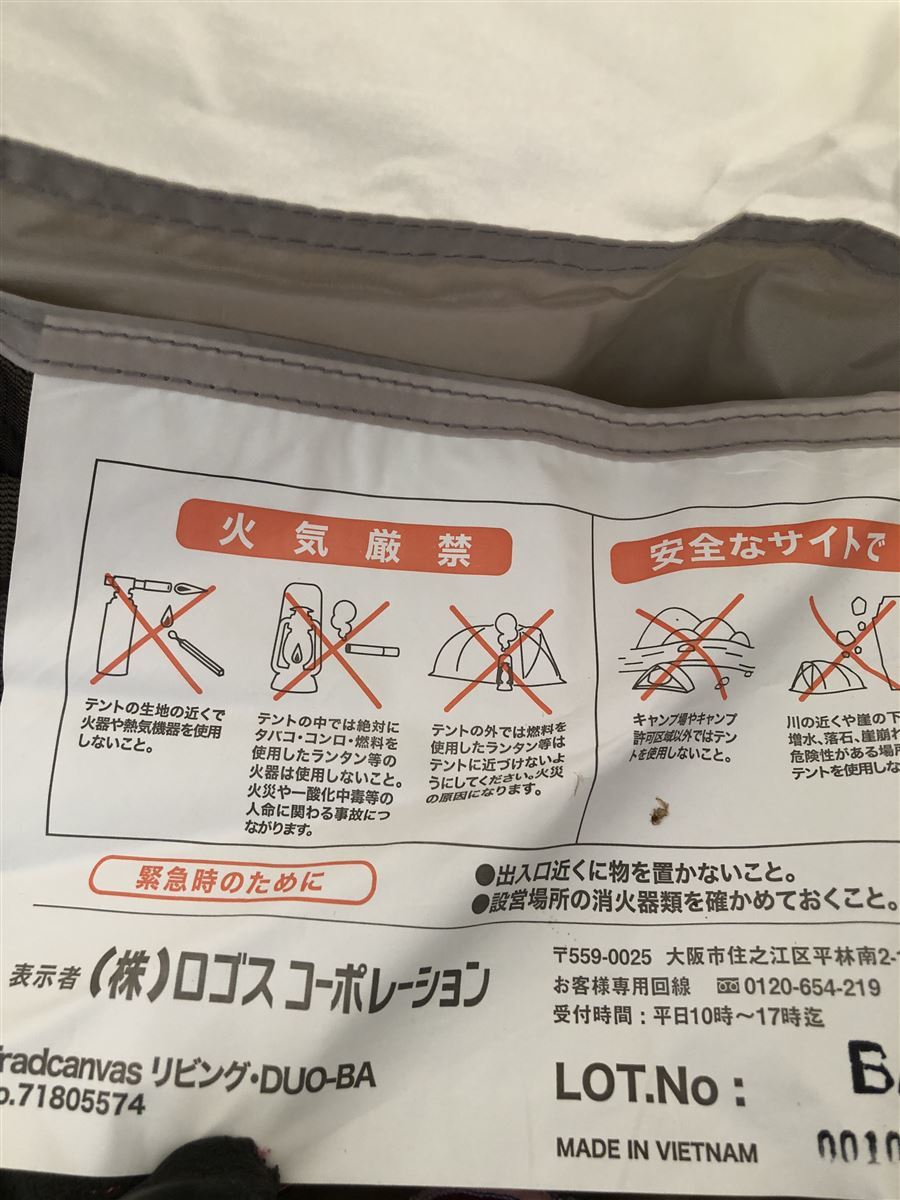 火気厳禁
安全なサイトで
テントの生地の近くで
火器や熱気機器を使用
しないこと。
テントの中では絶対に
タバコ・コンロ・燃料を
使用したランタン等の
火器は使用しないこと。
火災や一酸化中毒等の
人命に関わる事故につ
ながります。
テントの外では燃料を
使用したランタン等は
テントに近づけないよ
うにしてください。火災
の原因になります。
キャンプ場やキャンプ
許可区域以外ではテン
トを使用しないこと。
川の近くや崖の下
増水、落石、崖崩れ
危険性がある場所
テントを使用しな
緊急時のために
●出入口近くに物を置かないこと。
●設営場所の消火器類を確かめておくこと。
表示者 (株)ロゴス コーポレーション
〒559-0025 大阪市住之江区平林南2-1
お客様専用回線 0120-654-219
受付時間：平日10時〜17時迄
Tradcanvas リビング・DUO-BA
o.71805574
LOT.No :
MADE IN VIETNAM
0010